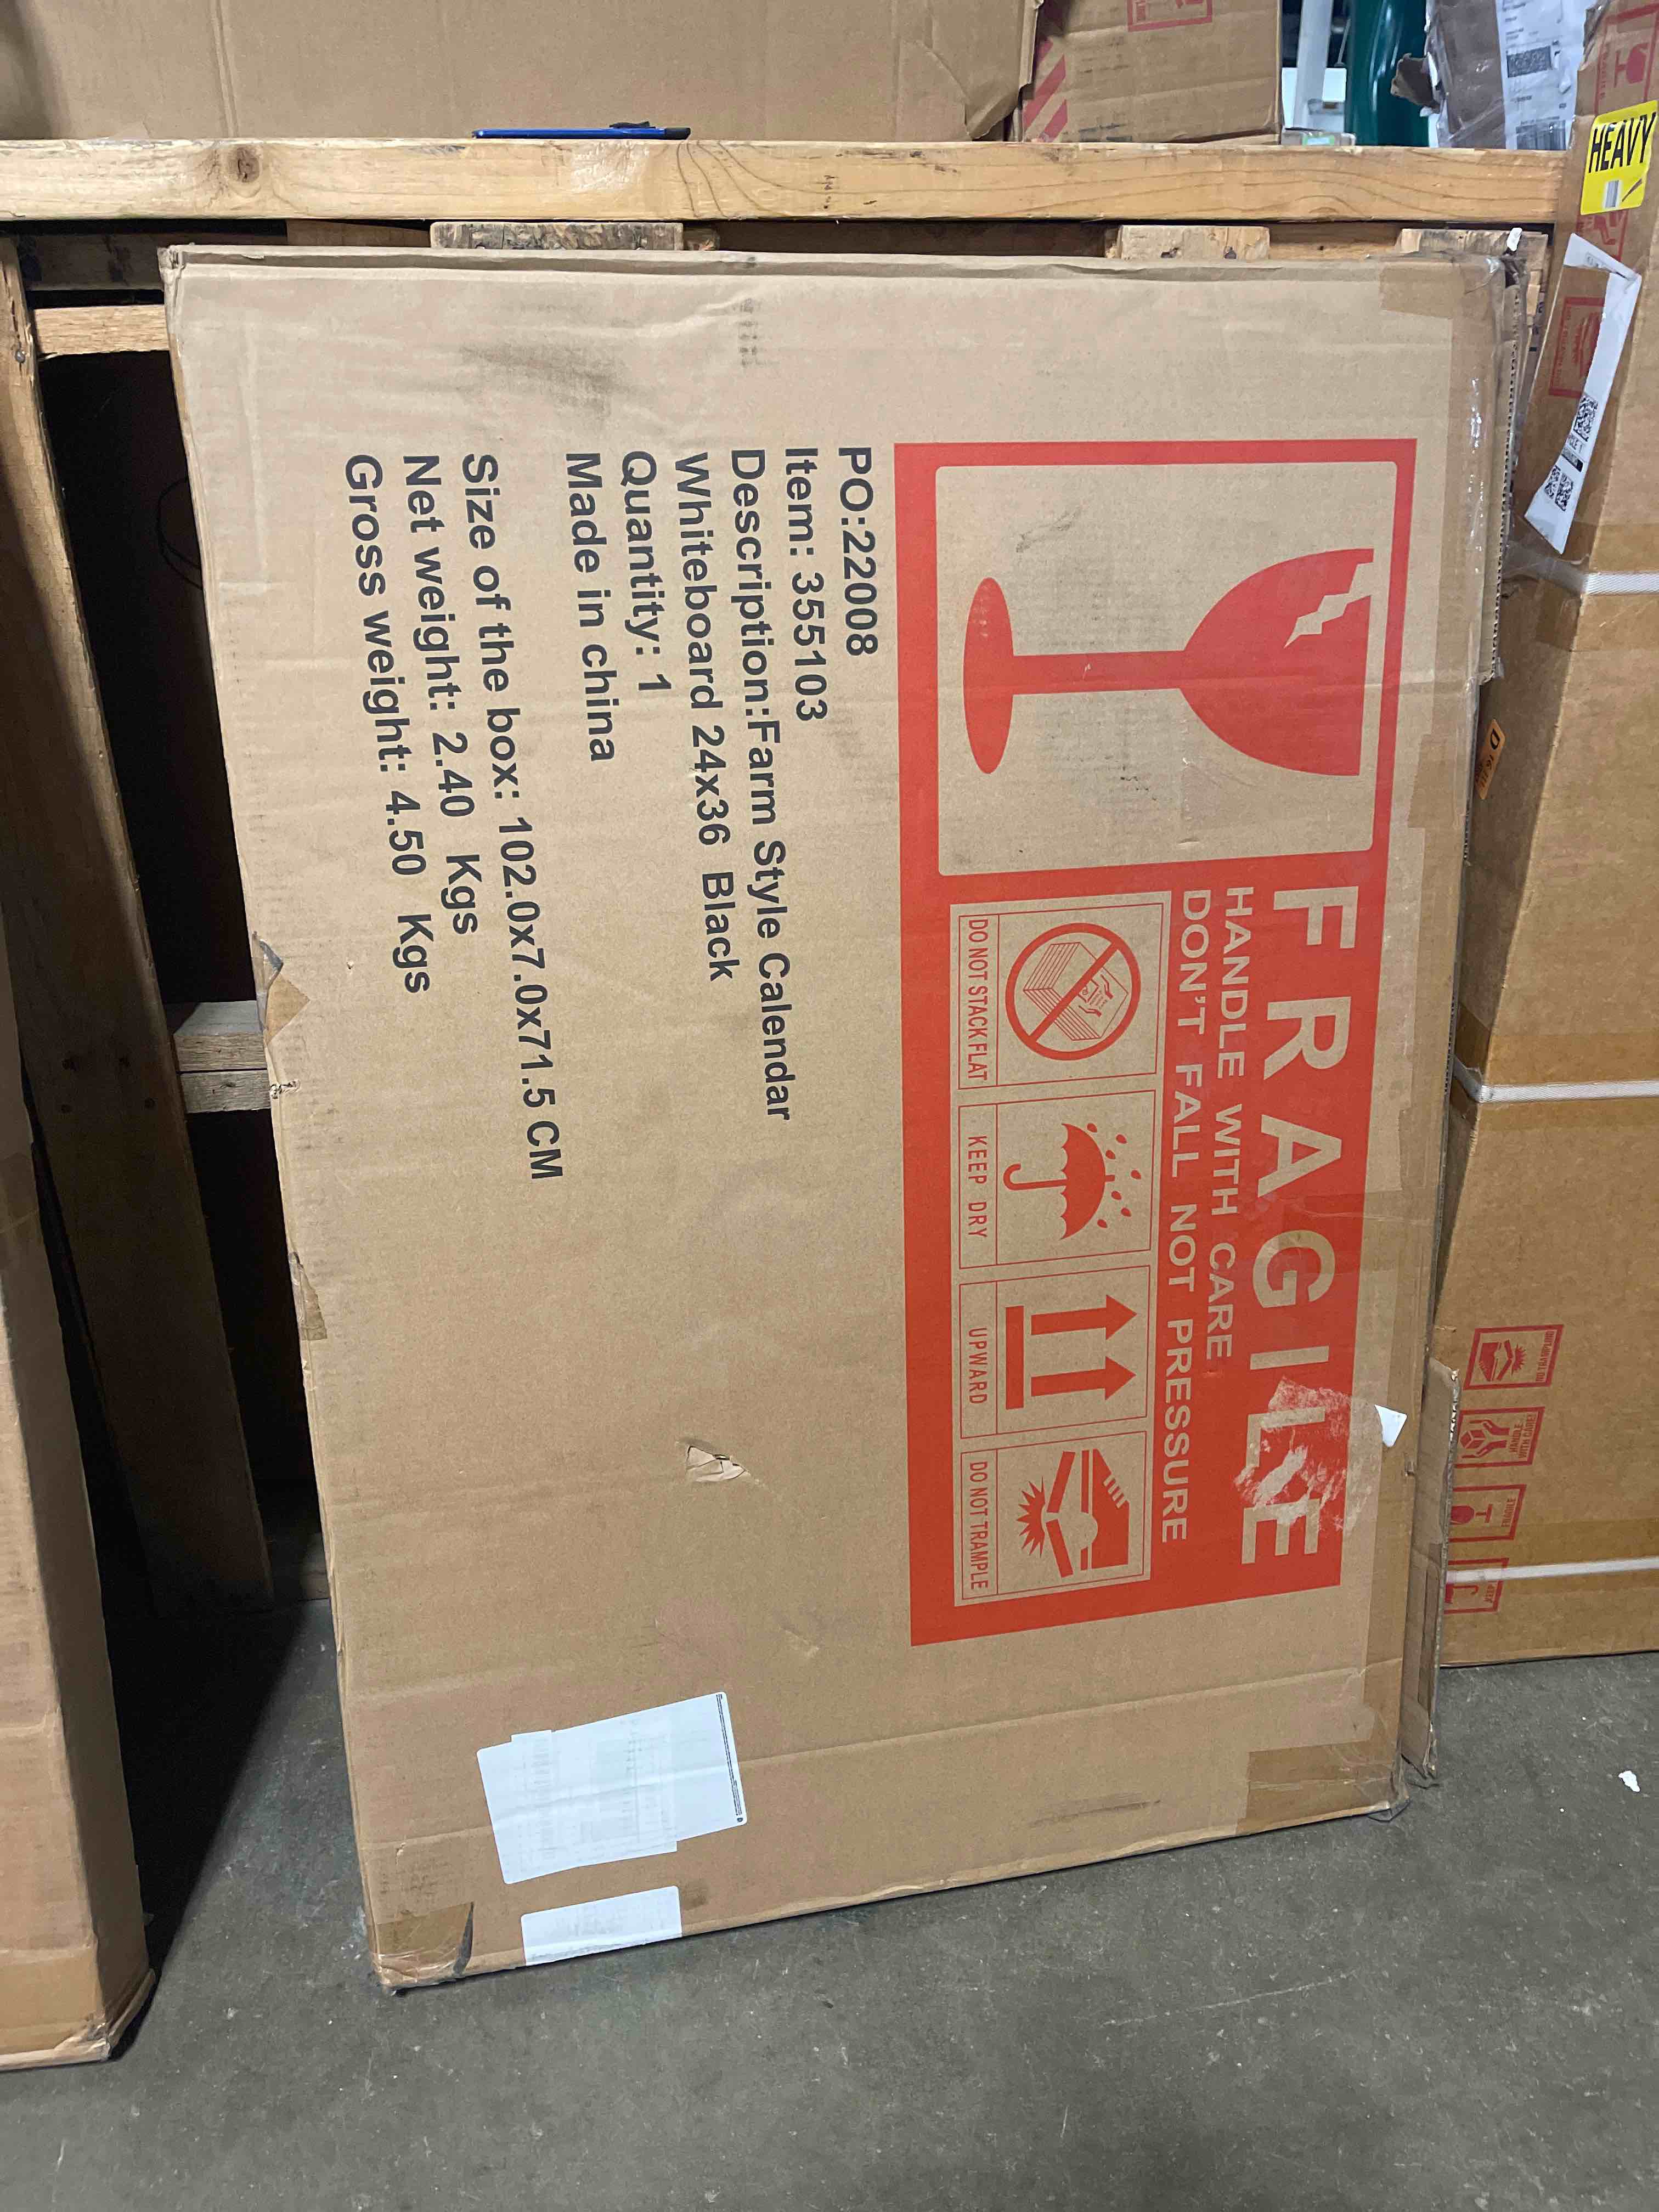 FRAGILE
HANDLE WITH CARE
DON'T FALL NOT PRESSURE
DO NOT STACK FLAT
KEEP DRY
UPWARD
DO NOT TRAMPLE
PO:22008
Item: 355103
Description:Farm Style Calendar
Whiteboard 24x36 Black
Quantity: 1
Made in china
Size of the box: 102.0x7.0x71.5 CM
Net weight: 2.40 Kgs
Gross weight: 4.50 Kgs
HEAVY